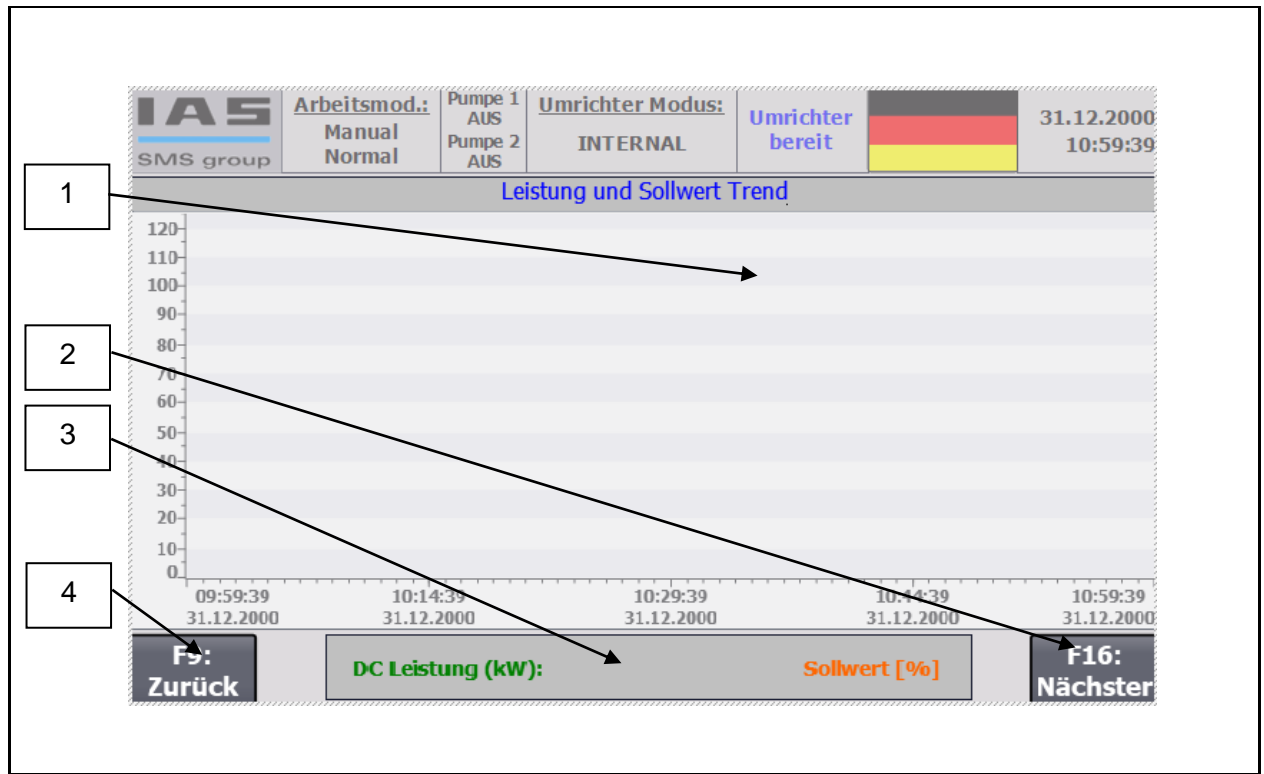 IAS
SMS group
Arbeitsmod.:
Manual
Normal
Pumpe 1
AUS
Pumpe 2
AUS
Umrichter Modus:
INTERNAL
Umrichter
bereit
31.12.2000
10:59:39
Leistung und Sollwert Trend
1
2
3
4
120
110
100
90
80
70
60
50
40
30
20
10
0
09:59:39 10:14:39 10:29:39 10:44:39 10:59:39
31.12.2000 31.12.2000 31.12.2000 31.12.2000 31.12.2000
F9:
Zurück
DC Leistung (kW): Sollwert [%]
F16:
Nächster